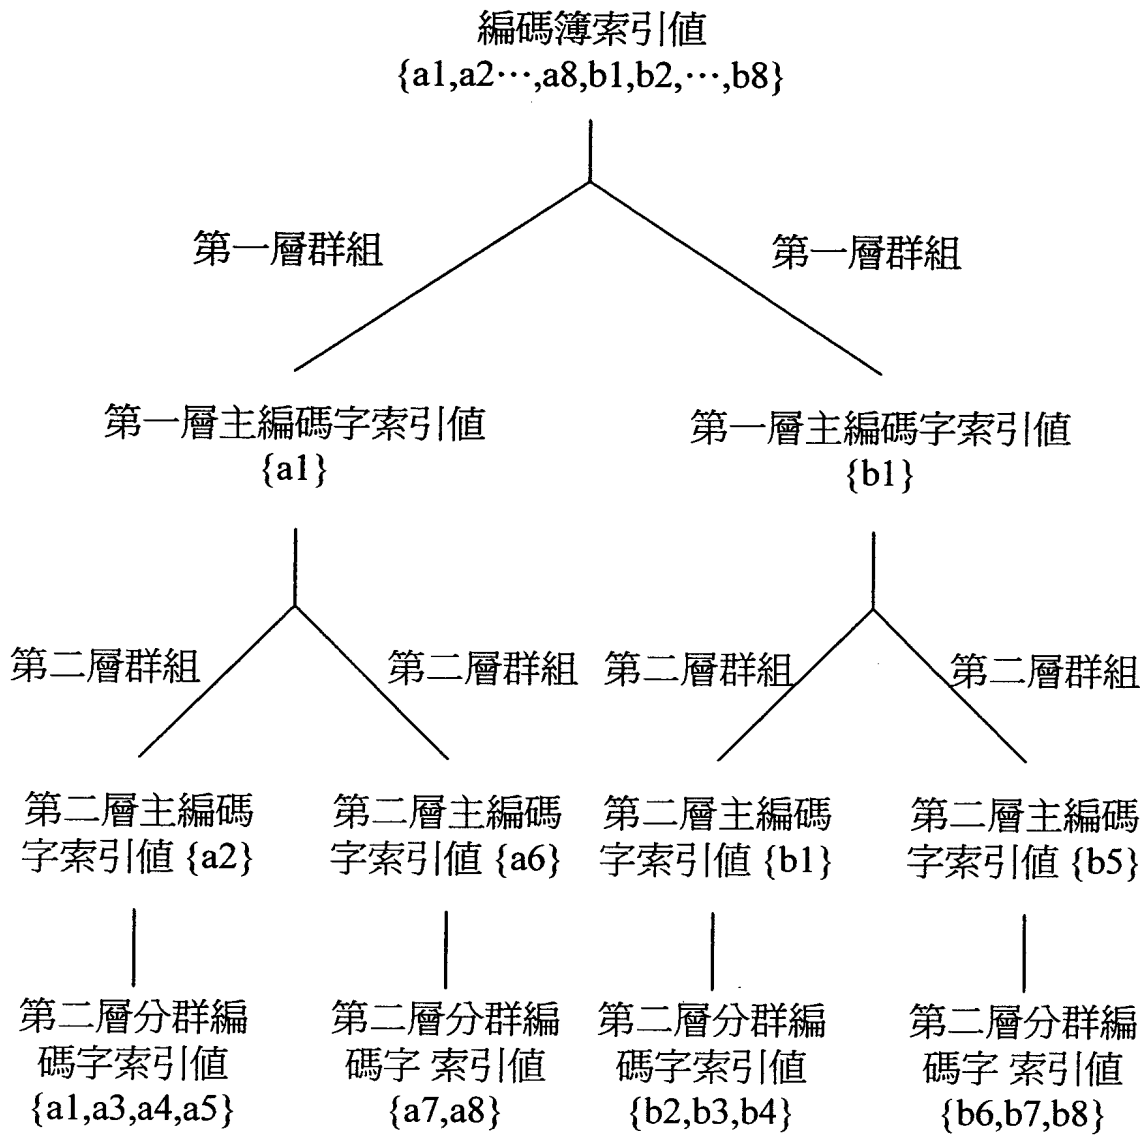 編碼簿索引值
{a1,a2⋯,a8,b1,b2,⋯,b8}
第一層群組
第一層群組
第一層主編碼字索引值
{a1}
第一層主編碼字索引值
{b1}
第二層群組
第二層群組
第二層群組
第二層群組
第二層主編碼
字索引值 {a2}
第二層主編碼
字索引值 {a6}
第二層主編碼
字索引值 {b1}
第二層主編碼
字索引值 {b5}
第二層分群編
碼字索引值
{a1,a3,a4,a5}
第二層分群編
碼字 索引值
{a7,a8}
第二層分群編
碼字索引值
{b2,b3,b4}
第二層分群編
碼字 索引值
{b6,b7,b8}